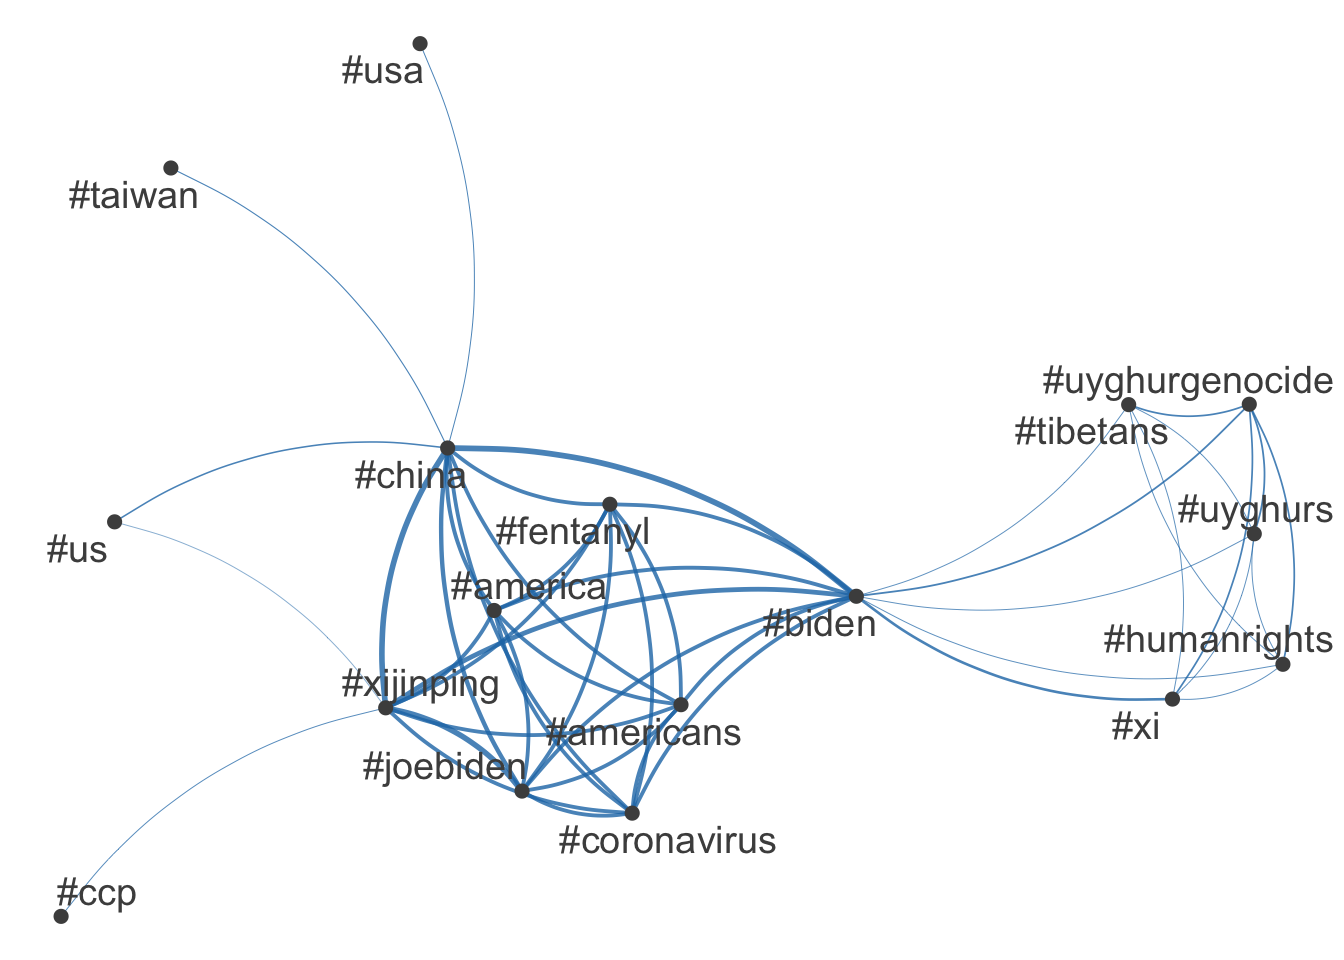 #usa
#taiwan
#uyghurgenocide
#tibetans
#china
#uyghurs
#fentanyl
#us
#america
#biden
#humanrights
#xijinping
#xi
#americans
#joebiden
#coronavirus
#ccp